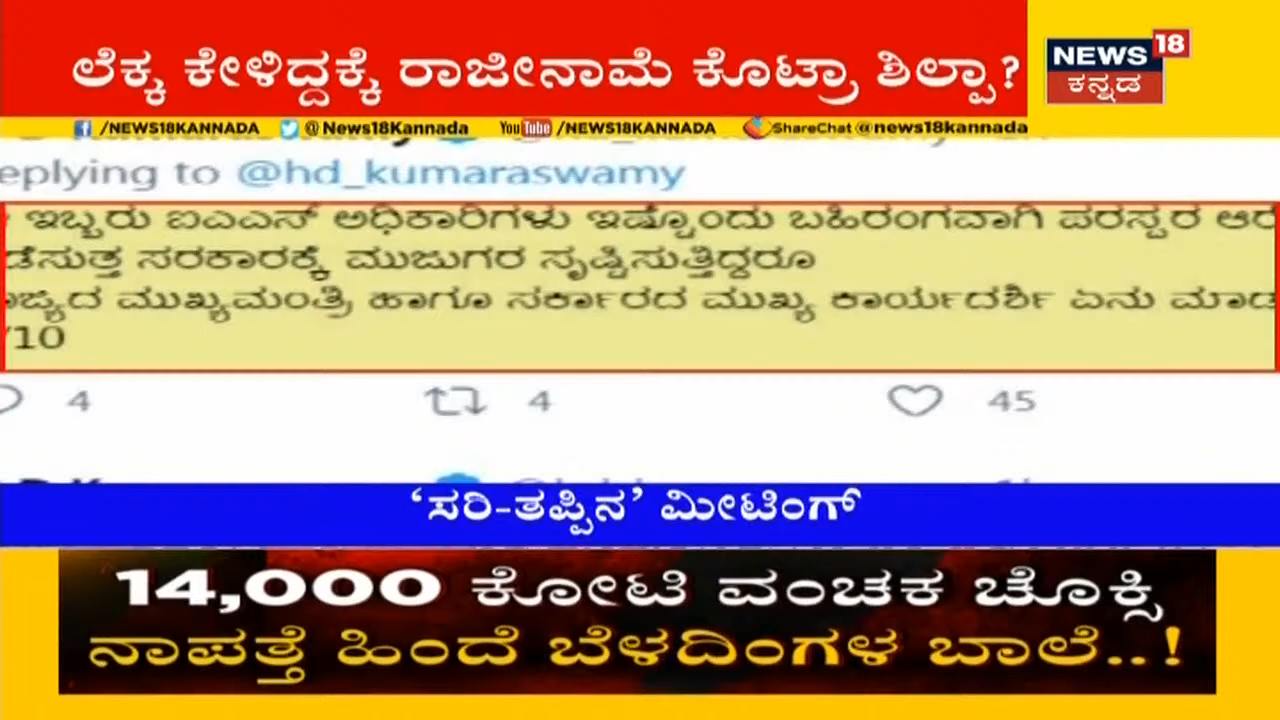 ಲೆಕ್ಕ ಕೇಳಿದ್ದಕ್ಕೆ ರಾಜೀನಾಮೆ ಕೊಟ್ರಾ ಶಿಲ್ಪಾ?
NEWS 18
ಕನ್ನಡ
/NEWS18KANNADA @News18Kannada YouTube /NEWS18KANNADA ShareChat @news18kannada
eplying to @hd_kumaraswamy
ಇಬ್ಬರು ಐಎಎಸ್ ಅಧಿಕಾರಿಗಳು ಇಷ್ಟೊಂದು ಬಹಿರಂಗವಾಗಿ ಪರಸ್ಪರ ಆರ
ಡೆಸುತ್ತ ಸರಕಾರಕ್ಕೆ ಮುಜುಗರ ಸೃಷ್ಟಿಸುತ್ತಿದ್ದರೂ
ಾಜ್ಯದ ಮುಖ್ಯಮಂತ್ರಿ ಹಾಗೂ ಸರ್ಕಾರದ ಮುಖ್ಯ ಕಾರ್ಯದರ್ಶಿ ಏನು ಮಾಡ
/10
4 4 45
‘ಸರಿ-ತಪ್ಪಿನ’ ಮೀಟಿಂಗ್
14,000 ಕೋಟಿ ವಂಚಕ ಚೊಕ್ಸಿ
ನಾಪತ್ತೆ ಹಿಂದೆ ಬೆಳದಿಂಗಳ ಬಾಲೆ..!